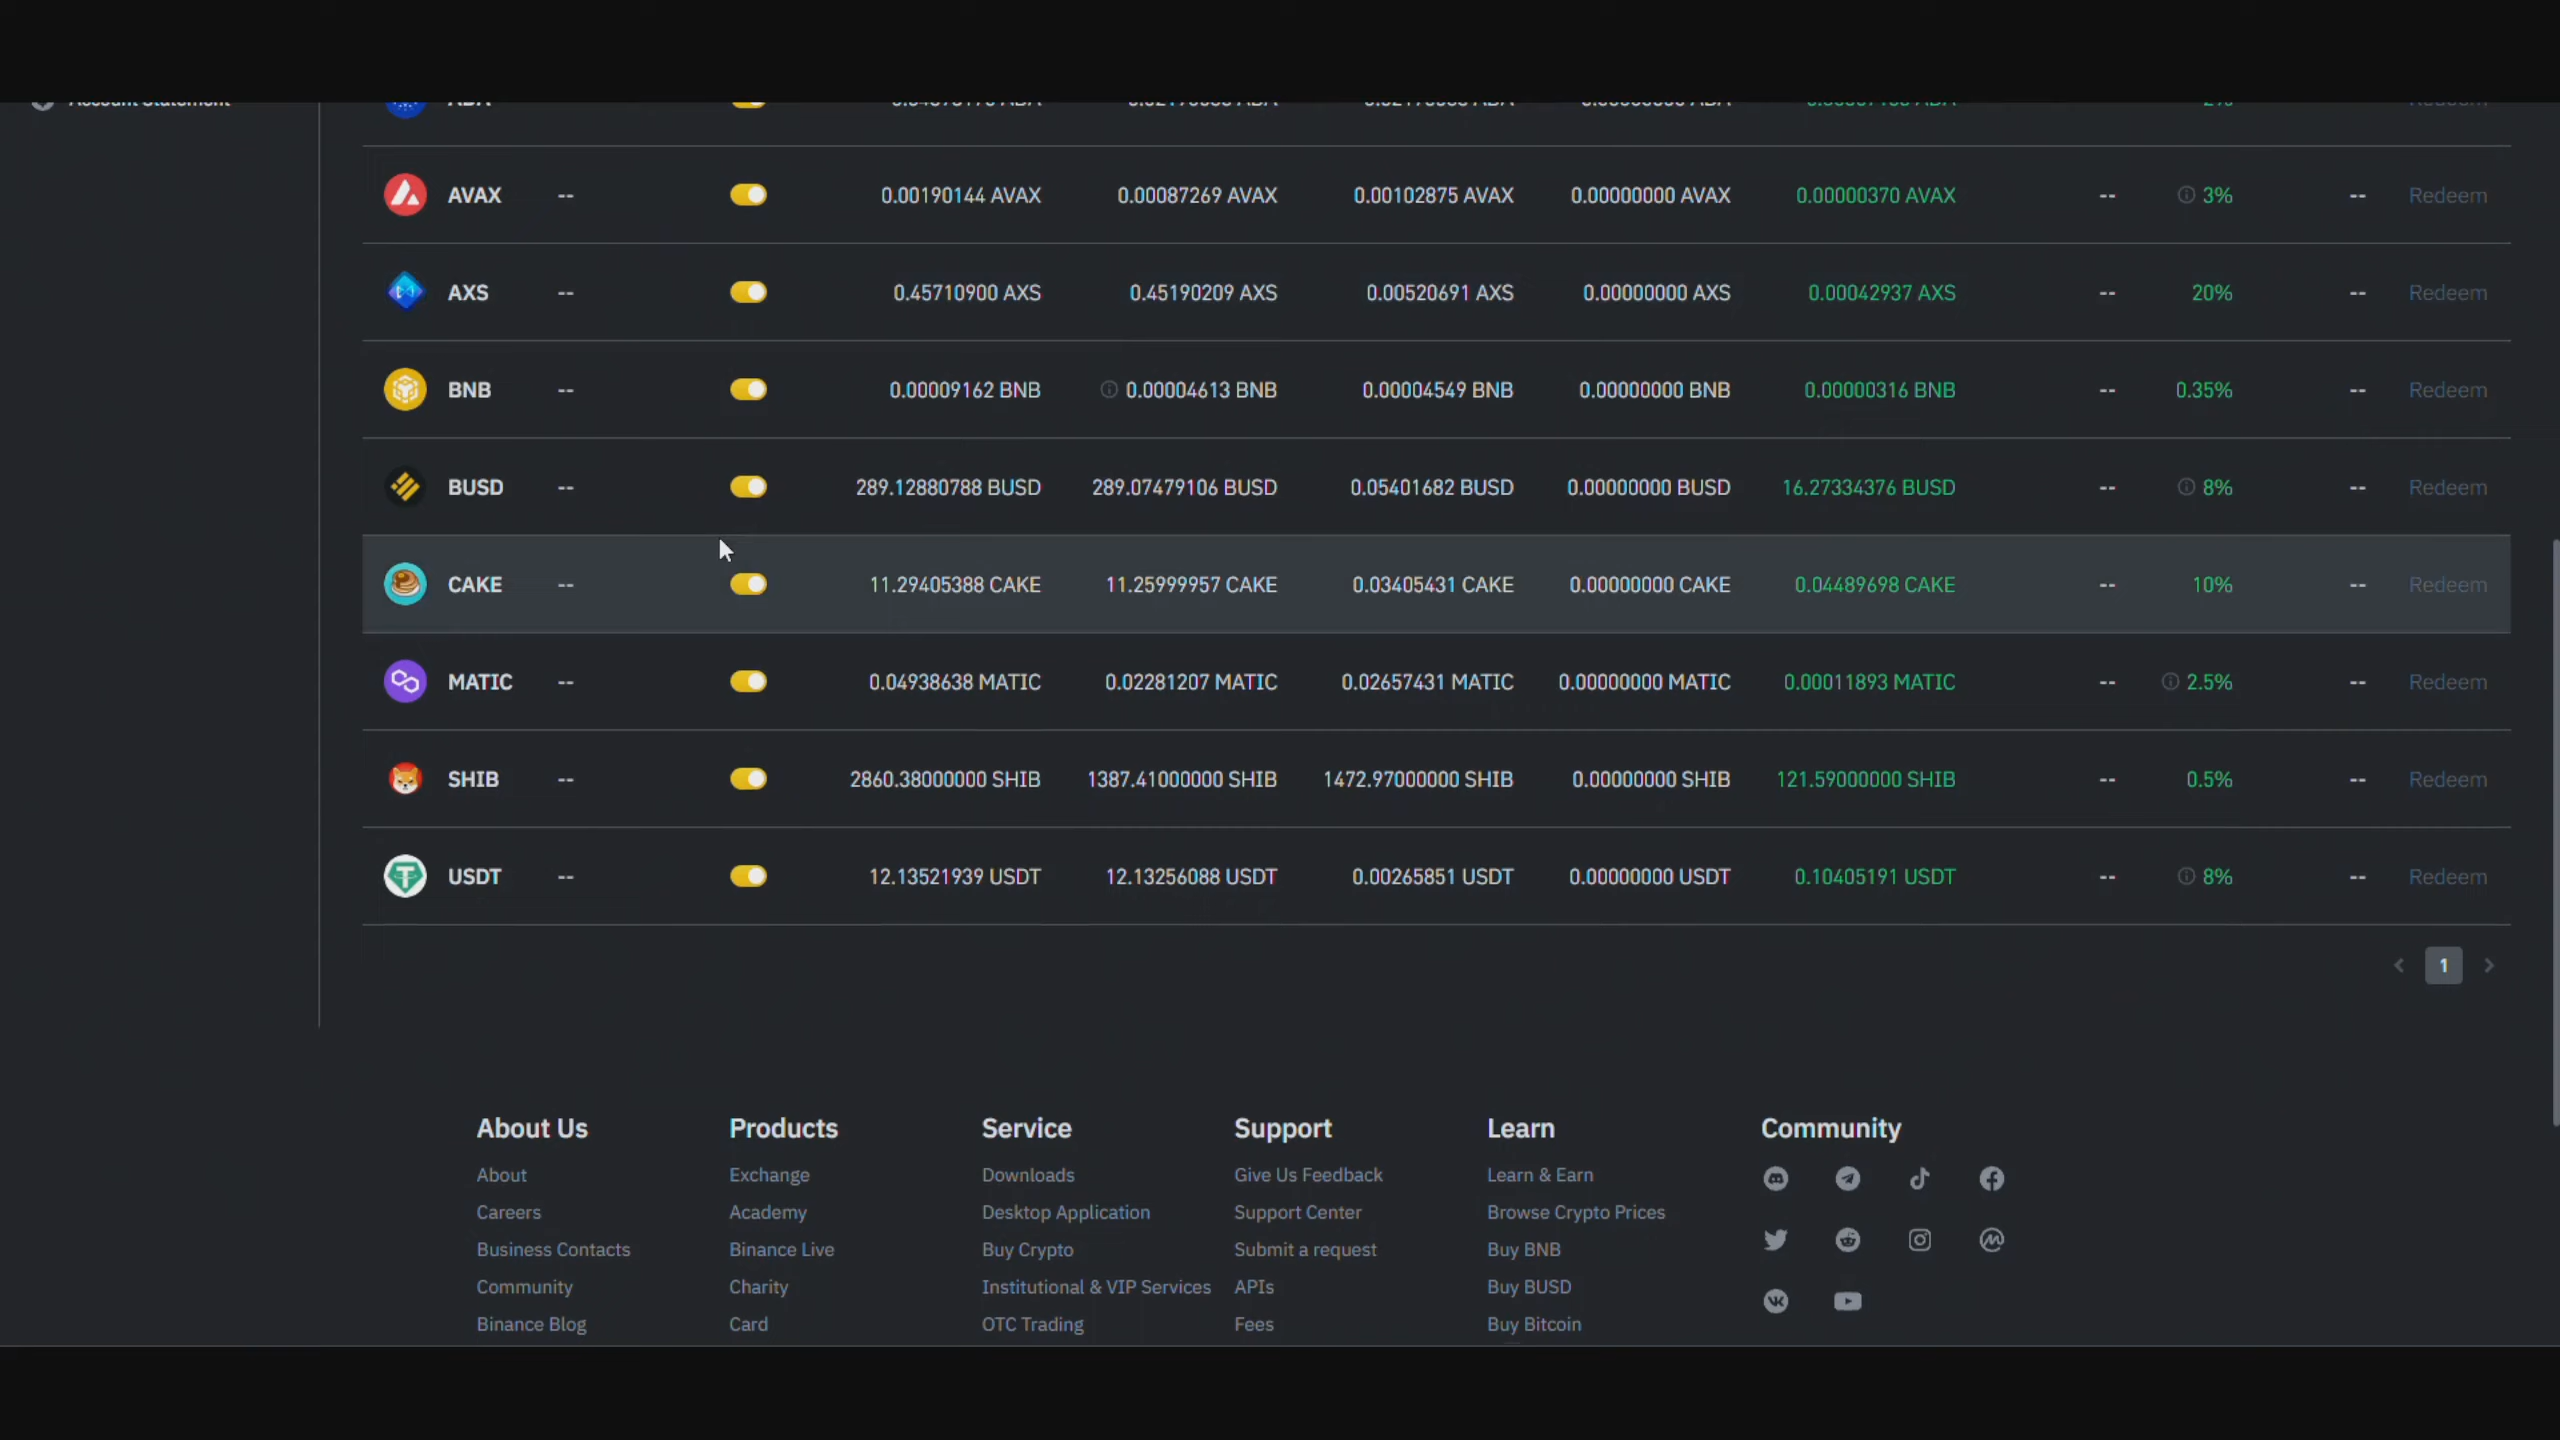 AVAX -- 0.00190144 AVAX 0.00087269 AVAX 0.00102875 AVAX 0.00000000 AVAX 0.00000370 AVAX -- 3% -- Redeem
AXS -- 0.45710900 AXS 0.45190209 AXS 0.00520691 AXS 0.00000000 AXS 0.00042937 AXS -- 20% -- Redeem
BNB -- 0.00009162 BNB 0.00004613 BNB 0.00004549 BNB 0.00000000 BNB 0.00000316 BNB -- 0.35% -- Redeem
BUSD -- 289.12880788 BUSD 289.07479106 BUSD 0.05401682 BUSD 0.00000000 BUSD 16.27334376 BUSD -- 8% -- Redeem
CAKE -- 11.29405388 CAKE 11.25999957 CAKE 0.03405431 CAKE 0.00000000 CAKE 0.04489698 CAKE -- 10% -- Redeem
MATIC -- 0.04938638 MATIC 0.02281207 MATIC 0.02657431 MATIC 0.00000000 MATIC 0.00011893 MATIC -- 2.5% -- Redeem
SHIB -- 2860.38000000 SHIB 1387.41000000 SHIB 1472.97000000 SHIB 0.00000000 SHIB 121.59000000 SHIB -- 0.5% -- Redeem
USDT -- 12.13521939 USDT 12.13256088 USDT 0.00265851 USDT 0.00000000 USDT 0.10405191 USDT -- 8% -- Redeem
< 1 >
About Us
About
Careers
Business Contacts
Community
Binance Blog
Products
Exchange
Academy
Binance Live
Charity
Card
Service
Downloads
Desktop Application
Buy Crypto
Institutional & VIP Services
OTC Trading
Support
Give Us Feedback
Support Center
Submit a request
APIs
Fees
Learn
Learn & Earn
Browse Crypto Prices
Buy BNB
Buy BUSD
Buy Bitcoin
Community